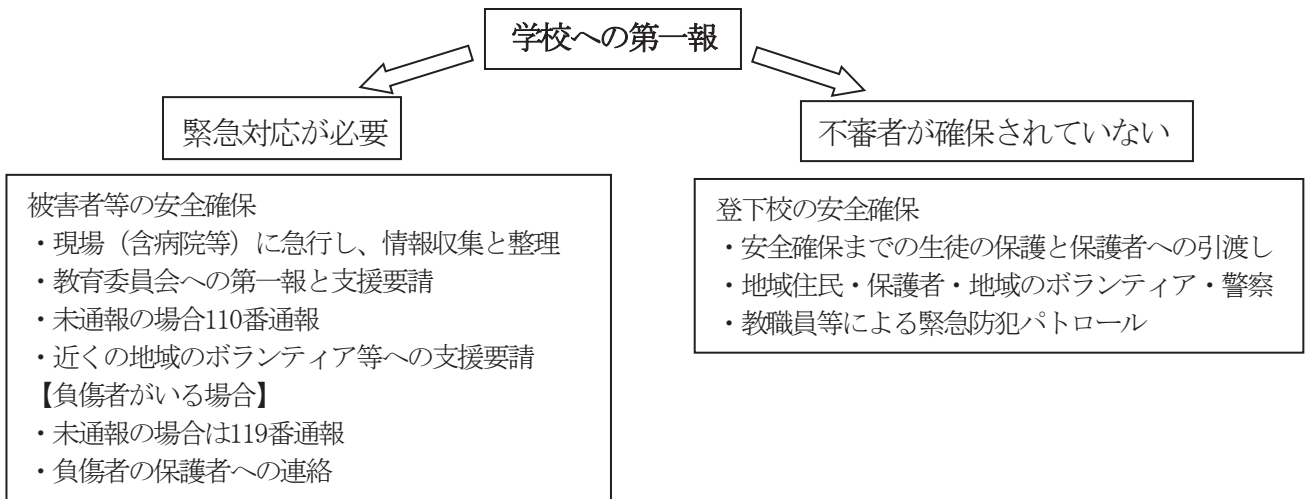 学校への第一報
緊急対応が必要
被害者等の安全確保
・現場（含病院等）に急行し、情報収集と整理
・教育委員会への第一報と支援要請
・未通報の場合110番通報
・近くの地域のボランティア等への支援要請
【負傷者がいる場合】
・未通報の場合は119番通報
・負傷者の保護者への連絡
不審者が確保されていない
登下校の安全確保
・安全確保までの生徒の保護と保護者への引渡し
・地域住民・保護者・地域のボランティア・警察
・教職員等による緊急防犯パトロール